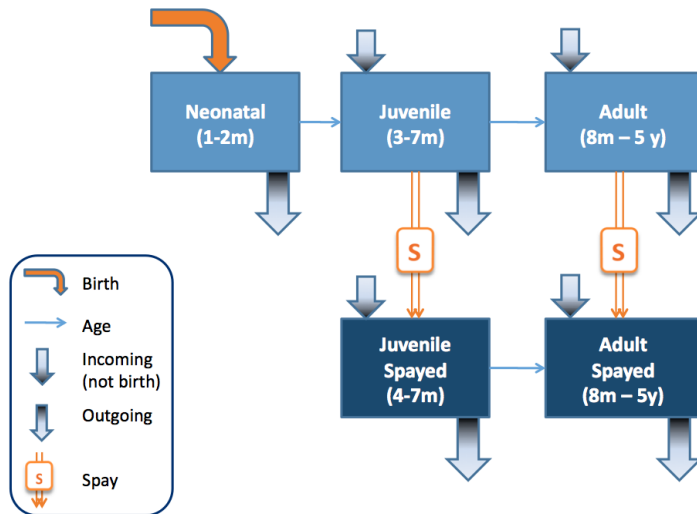 Neonatal
(1-2m)
Juvenile
(3-7m)
Adult
(8m – 5 y)
S
S
Juvenile
Spayed
(4-7m)
Adult
Spayed
(8m – 5y)
Birth
Age
Incoming
(not birth)
Outgoing
S
Spay